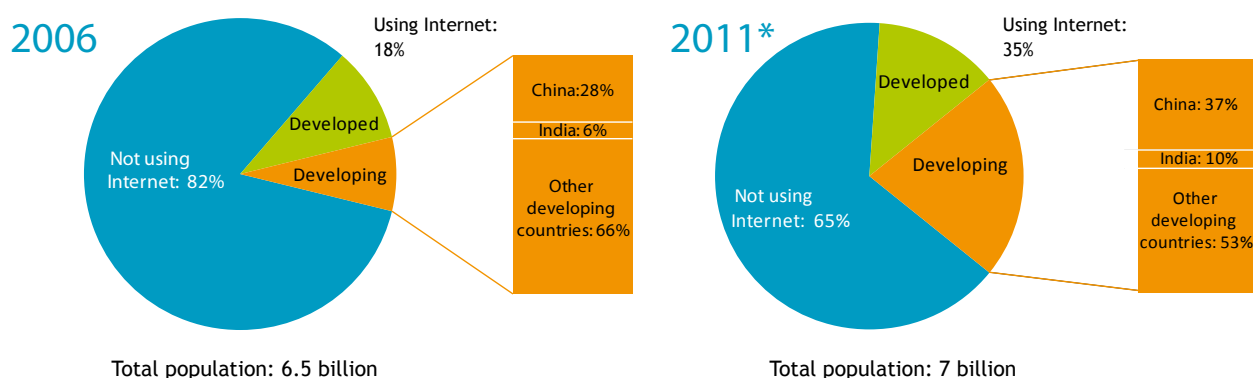 2006
Using Internet:
18%
Developed
Developing
Not using
Internet: 82%
China:28%
India: 6%
Other
developing
countries: 66%
Total population: 6.5 billion
2011*
Using Internet:
35%
Developed
Developing
Not using
Internet: 65%
China: 37%
India: 10%
Other
developing
countries: 53%
Total population: 7 billion